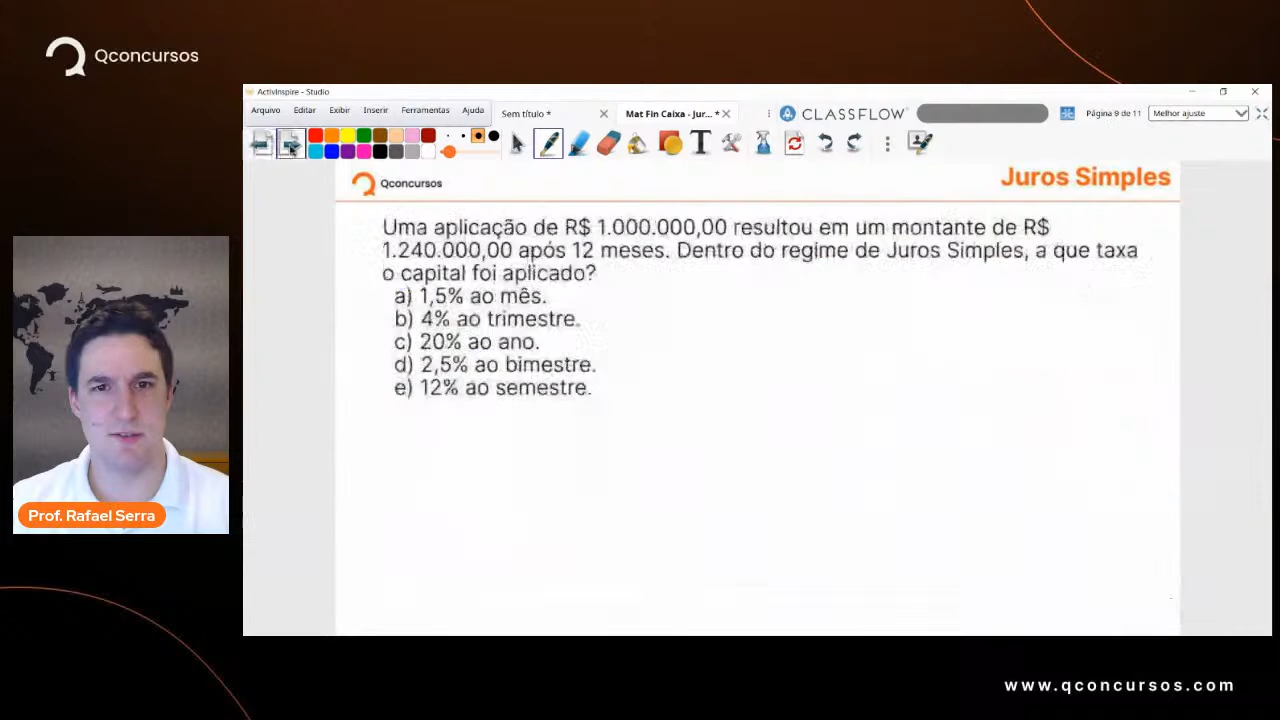 Qconcursos
ActivInspire - Studio
Arquivo Editar Exibir Inserir Ferramentas Ajuda
Sem título *
Mat Fin Caixa - Jur... *
CLASSFLOW
Página 9 de 11
Melhor ajuste
Qconcursos
Juros Simples
Uma aplicação de R$ 1.000.000,00 resultou em um montante de R$
1.240.000,00 após 12 meses. Dentro do regime de Juros Simples, a que taxa
o capital foi aplicado?
a) 1,5% ao mês.
b) 4% ao trimestre.
c) 20% ao ano.
d) 2,5% ao bimestre.
e) 12% ao semestre.
Prof. Rafael Serra
www.qconcursos.com